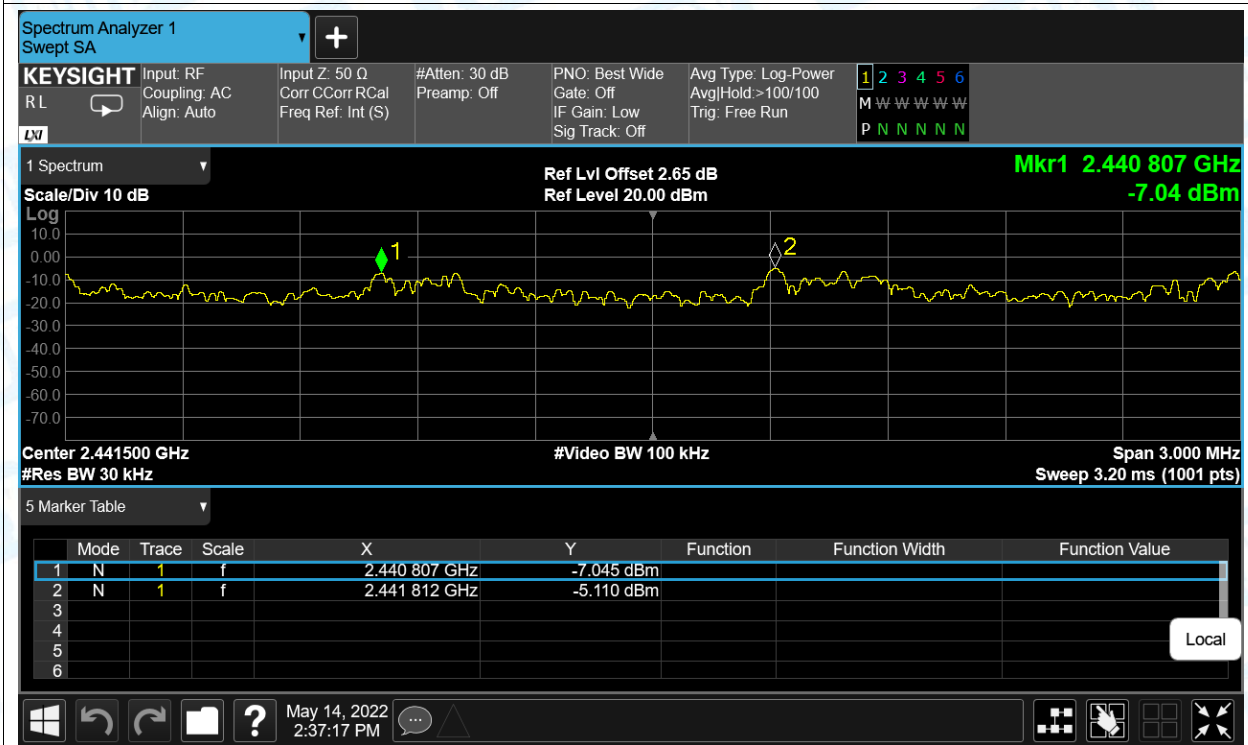 Spectrum Analyzer 1
Swept SA
KEYSIGHT
RL
LXI
Input: RF
Coupling: AC
Align: Auto
Input Z: 50 Ω
Corr CCorr RCal
Freq Ref: Int (S)
#Atten: 30 dB
Preamp: Off
PNO: Best Wide
Gate: Off
IF Gain: Low
Sig Track: Off
Avg Type: Log-Power
Avg|Hold:>100/100
Trig: Free Run
1 2 3 4 5 6
M W W W W W
P N N N N N
1 Spectrum
Scale/Div 10 dB
Ref Lvl Offset 2.65 dB
Ref Level 20.00 dBm
Mkr1 2.440 807 GHz
-7.04 dBm
Log
10.0
0.00
-10.0
-20.0
-30.0
-40.0
-50.0
-60.0
-70.0
1
2
Center 2.441500 GHz
#Video BW 100 kHz
Span 3.000 MHz
#Res BW 30 kHz
Sweep 3.20 ms (1001 pts)
5 Marker Table
Mode Trace Scale X Y Function Function Width Function Value
1 N 1 f 2.440 807 GHz -7.045 dBm
2 N 1 f 2.441 812 GHz -5.110 dBm
3
4
5
6
Local
?
May 14, 2022
2:37:17 PM